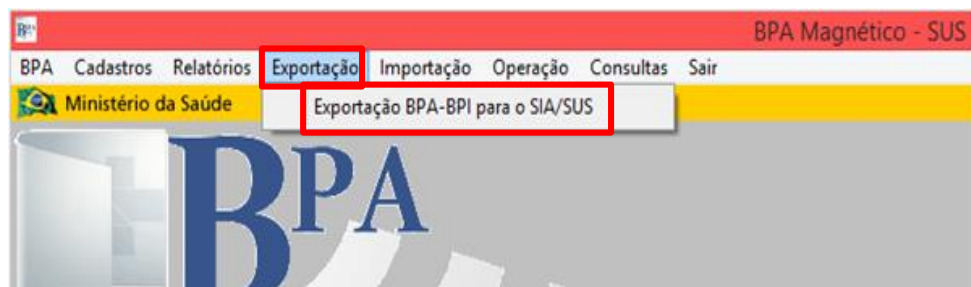 BPA
BPA Magnético - SUS
BPA Cadastros Relatórios Exportação Importação Operação Consultas Sair
Ministério da Saúde
Exportação BPA-BPI para o SIA/SUS
BPA